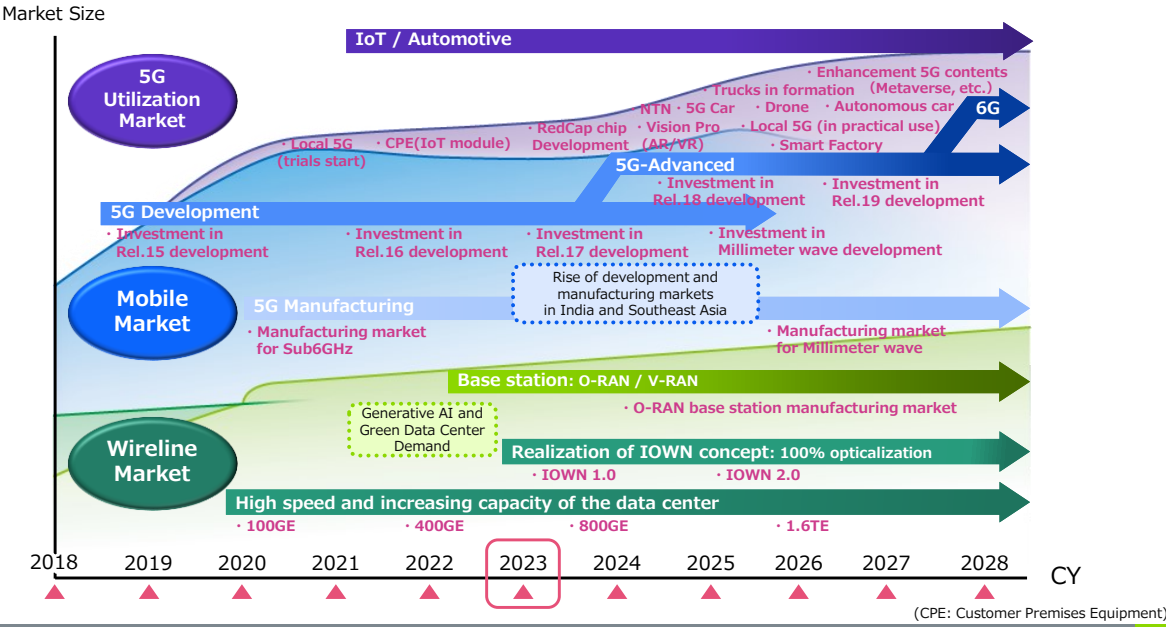 Market Size
IoT / Automotive
5G
Utilization
Market
・Enhancement 5G contents
(Metaverse, etc.)
・Trucks in formation
NTN・5G Car
・Drone
・Autonomous car
6G
・Local 5G
(trials start)
・CPE(IoT module)
・RedCap chip
Development
・Vision Pro
(AR/VR)
・Local 5G (in practical use)
・Smart Factory
5G-Advanced
・Investment in
Rel.18 development
・Investment in
Rel.19 development
5G Development
・Investment in
Rel.15 development
・Investment in
Rel.16 development
・Investment in
Rel.17 development
・Investment in
Millimeter wave development
Mobile
Market
Rise of development and
manufacturing markets
in India and Southeast Asia
5G Manufacturing
・Manufacturing market
for Sub6GHz
・Manufacturing market
for Millimeter wave
Base station: O-RAN / V-RAN
・O-RAN base station manufacturing market
Generative AI and
Green Data Center
Demand
Wireline
Market
Realization of IOWN concept: 100% opticalization
・IOWN 1.0
・IOWN 2.0
High speed and increasing capacity of the data center
・100GE
・400GE
・800GE
・1.6TE
2018 2019 2020 2021 2022 2023 2024 2025 2026 2027 2028
CY
(CPE: Customer Premises Equipment)